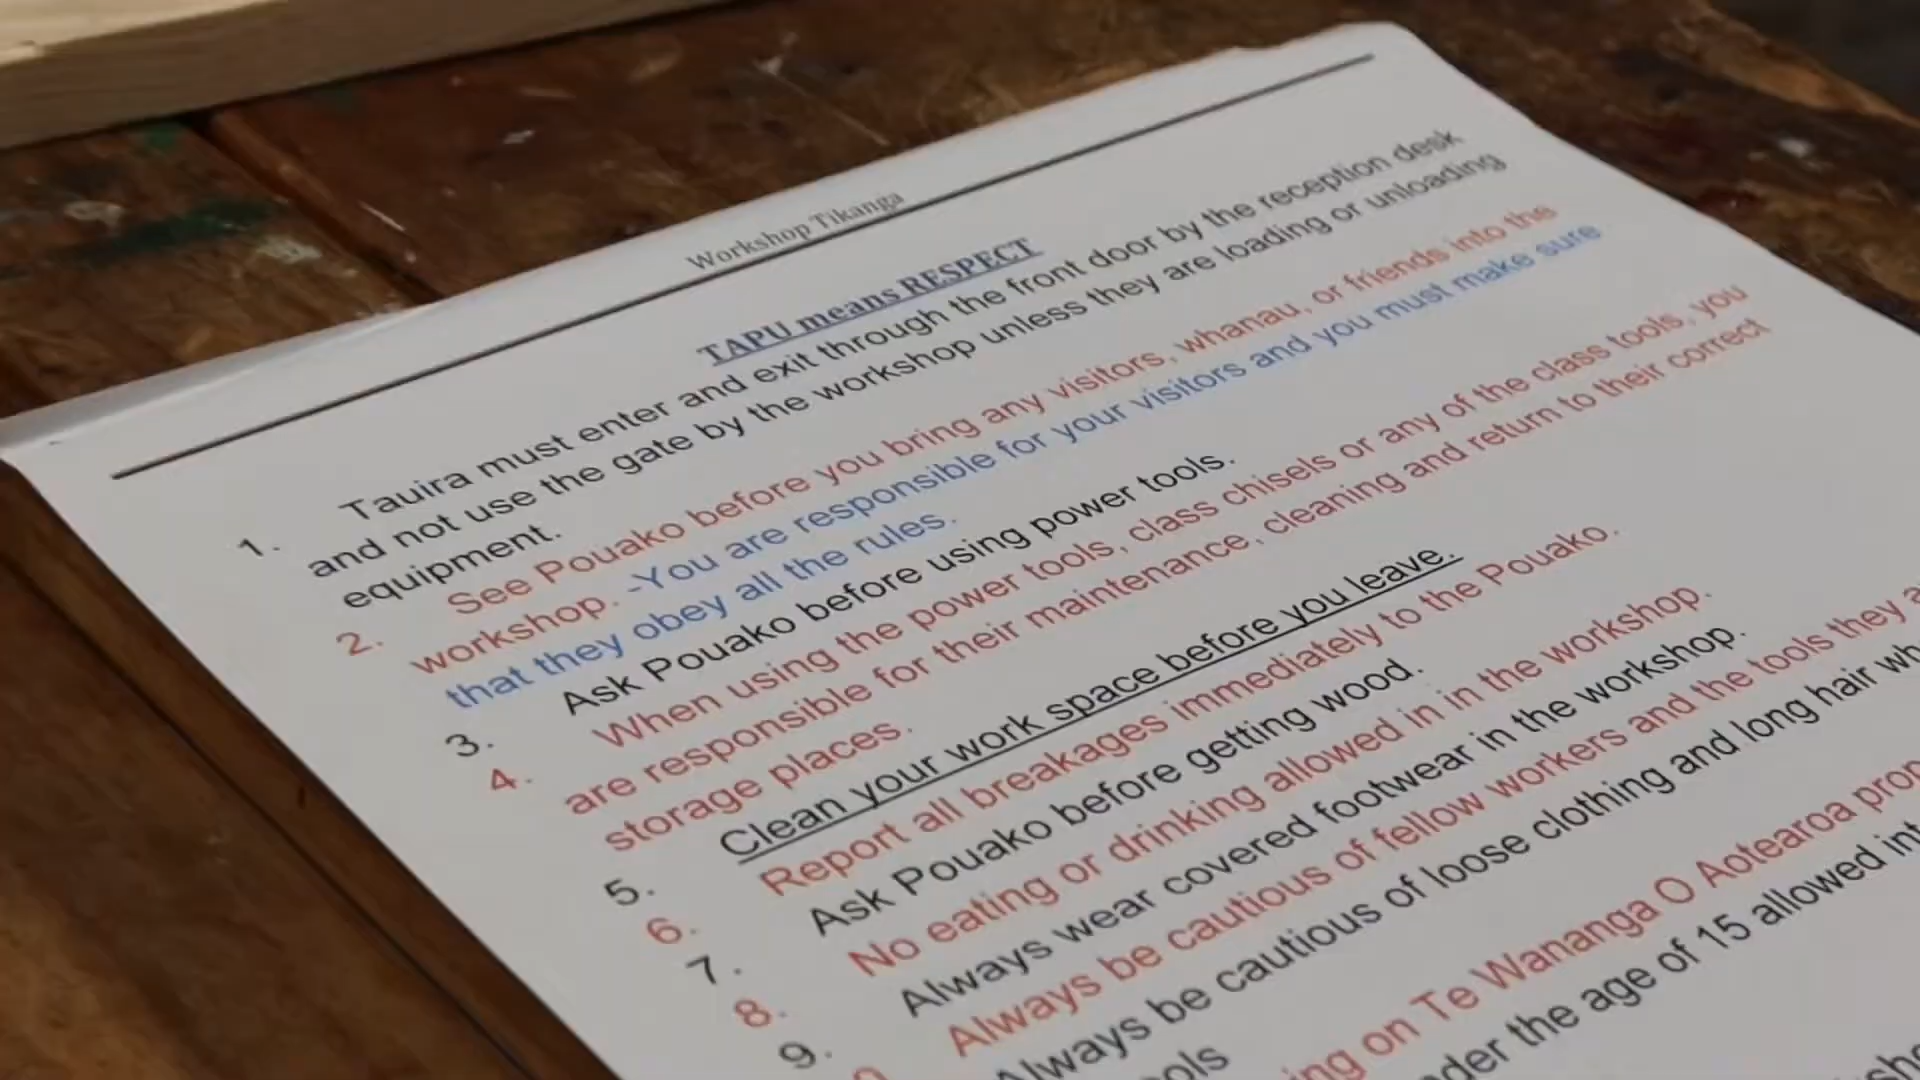 Workshop Tikanga
TAPU means RESPECT
1. Tauira must enter and exit through the front door by the reception desk
and not use the gate by the workshop unless they are loading or unloading
equipment.
2. See Pouako before you bring any visitors, whanau, or friends into the
workshop. -You are responsible for your visitors and you must make sure
that they obey all the rules.
3. Ask Pouako before using power tools.
4. When using the power tools, class chisels or any of the class tools, you
are responsible for their maintenance, cleaning and return to their correct
storage places.
5. Clean your work space before you leave.
6. Report all breakages immediately to the Pouako.
7. Ask Pouako before getting wood.
8. No eating or drinking allowed in in the workshop.
9. Always wear covered footwear in the workshop.
Always be cautious of fellow workers and the tools they
Always be cautious of loose clothing and long hair
on Te Wananga O Aotearoa
the age of 15 allowed